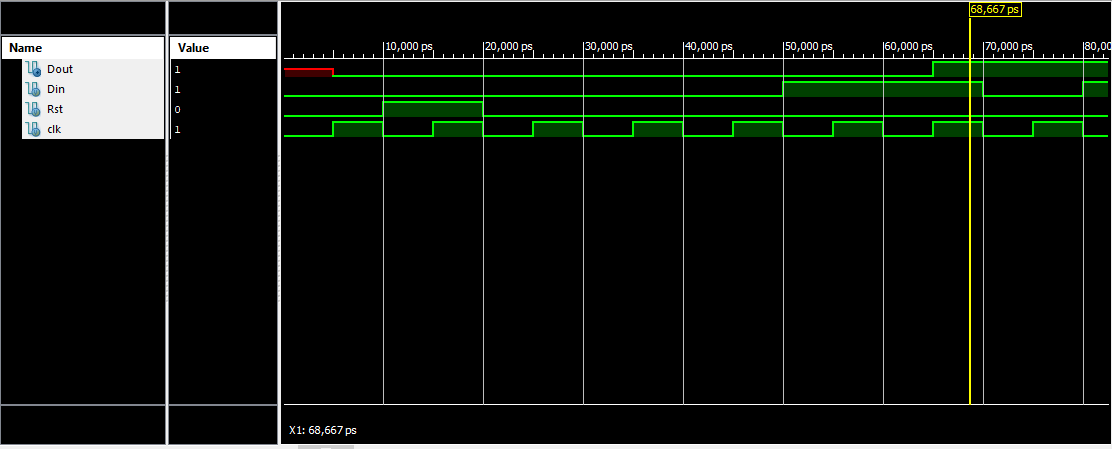 68,667 ps
Name Value
10,000 ps 20,000 ps 30,000 ps 40,000 ps 50,000 ps 60,000 ps 70,000 ps 80,00
Dout 1
Din 1
Rst 0
clk 1
X1: 68,667 ps